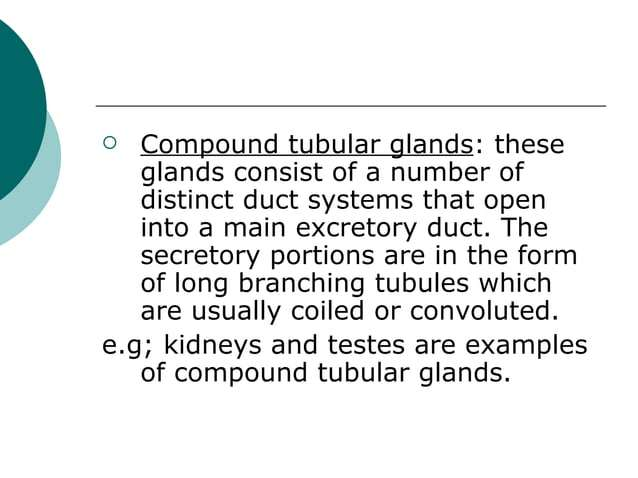 Compound tubular glands: these
glands consist of a number of
distinct duct systems that open
into a main excretory duct. The
secretory portions are in the form
of long branching tubules which
are usually coiled or convoluted.
e.g; kidneys and testes are examples
of compound tubular glands.